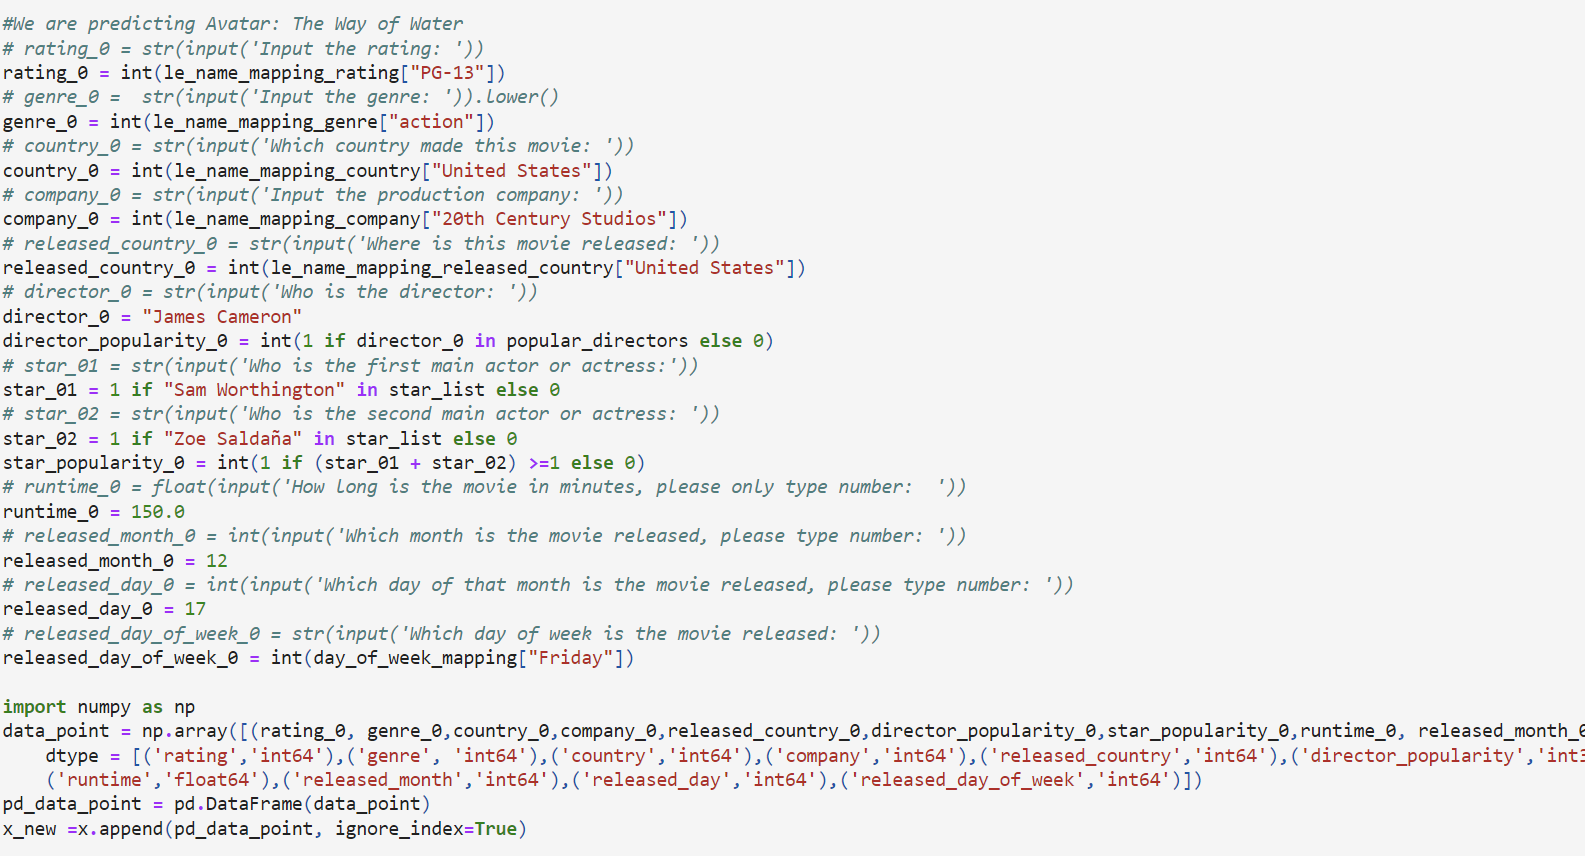 #We are predicting Avatar: The Way of Water
# rating_0 = str(input('Input the rating: '))
rating_0 = int(le_name_mapping_rating["PG-13"])
# genre_0 =  str(input('Input the genre: ')).lower()
genre_0 = int(le_name_mapping_genre["action"])
# country_0 = str(input('Which country made this movie: '))
country_0 = int(le_name_mapping_country["United States"])
# company_0 = str(input('Input the production company: '))
company_0 = int(le_name_mapping_company["20th Century Studios"])
# released_country_0 = str(input('Where is this movie released: '))
released_country_0 = int(le_name_mapping_released_country["United States"])
# director_0 = str(input('Who is the director: '))
director_0 = "James Cameron"
director_popularity_0 = int(1 if director_0 in popular_directors else 0)
# star_01 = str(input('Who is the first main actor or actress:'))
star_01 = 1 if "Sam Worthington" in star_list else 0
# star_02 = str(input('Who is the second main actor or actress: '))
star_02 = 1 if "Zoe Saldaña" in star_list else 0
star_popularity_0 = int(1 if (star_01 + star_02) >=1 else 0)
# runtime_0 = float(input('How long is the movie in minutes, please only type number:  '))
runtime_0 = 150.0
# released_month_0 = int(input('Which month is the movie released, please type number: '))
released_month_0 = 12
# released_day_0 = int(input('Which day of that month is the movie released, please type number: '))
released_day_0 = 17
# released_day_of_week_0 = str(input('Which day of week is the movie released: '))
released_day_of_week_0 = int(day_of_week_mapping["Friday"])
import numpy as np
data_point = np.array([(rating_0, genre_0,country_0,company_0,released_country_0,director_popularity_0,star_popularity_0,runtime_0, released_month_0
dtype = [('rating','int64'),('genre', 'int64'),('country','int64'),('company','int64'),('released_country','int64'),('director_popularity','int3
('runtime','float64'),('released_month','int64'),('released_day','int64'),('released_day_of_week','int64')])
pd_data_point = pd.DataFrame(data_point)
x_new =x.append(pd_data_point, ignore_index=True)